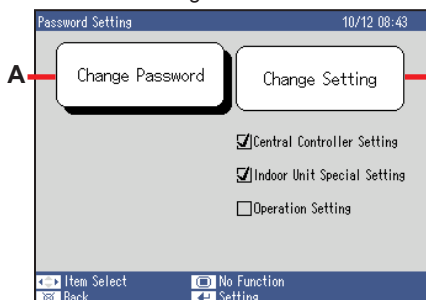 Password Setting 10/12 08:43
A Change Password Change Setting
Central Controller Setting
Indoor Unit Special Setting
Operation Setting
Item Select No Function
Back Setting